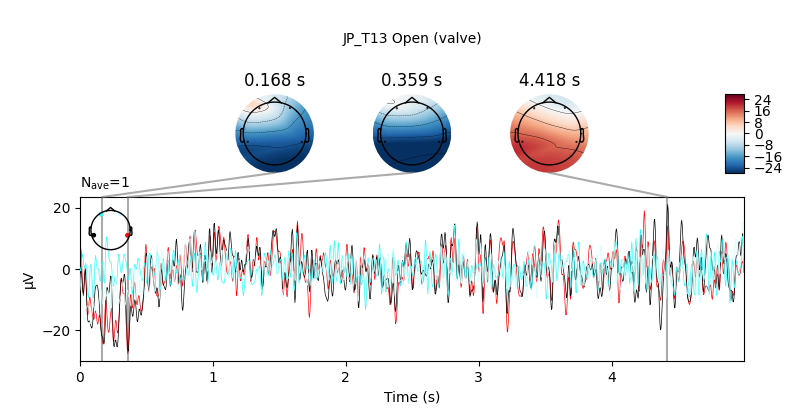 JP_T13 Open (valve)
0.168 s 0.359 s 4.418 s
24
16
8
0
−8
−16
−24
Nave=1
20
0
−20
µV
0 1 2 3 4
Time (s)